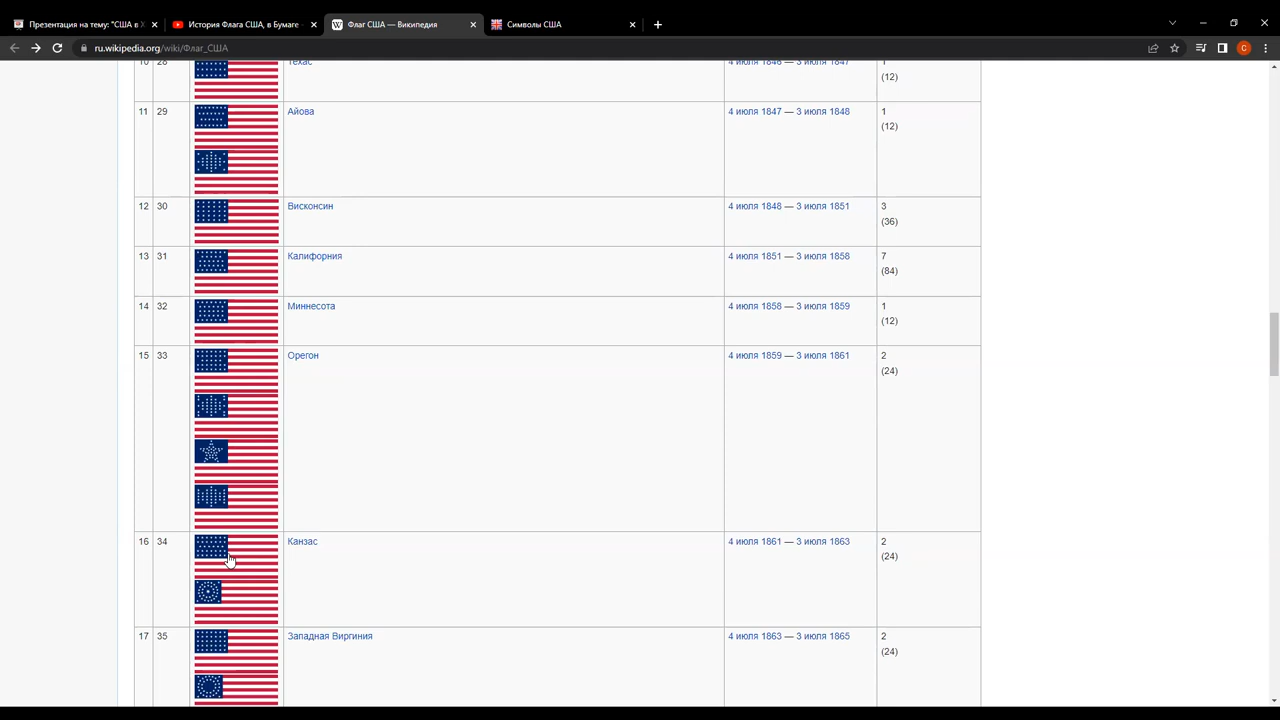 Презентация на тему: "США в Х
История Флага США, в Бумаге
Флаг США — Википедия
Символы США
ru.wikipedia.org/wiki/Флаг_США
C
10 28 Техас 4 июля 1846 — 3 июля 1847 1
(12)
11 29 Айова 4 июля 1847 — 3 июля 1848 1
(12)
12 30 Висконсин 4 июля 1848 — 3 июля 1851 3
(36)
13 31 Калифорния 4 июля 1851 — 3 июля 1858 7
(84)
14 32 Миннесота 4 июля 1858 — 3 июля 1859 1
(12)
15 33 Орегон 4 июля 1859 — 3 июля 1861 2
(24)
16 34 Канзас 4 июля 1861 — 3 июля 1863 2
(24)
17 35 Западная Виргиния 4 июля 1863 — 3 июля 1865 2
(24)